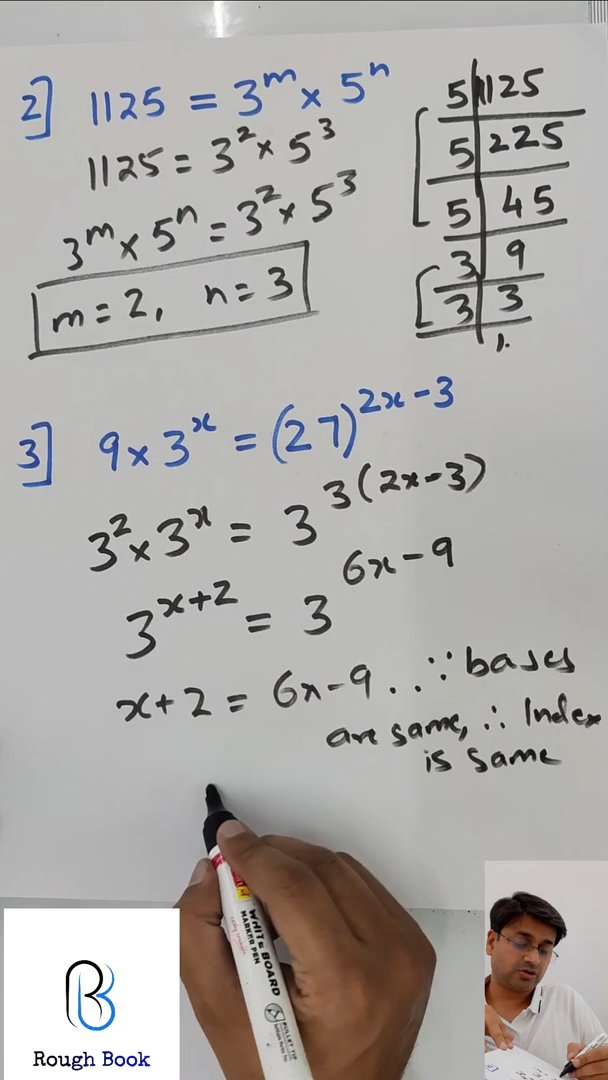 2] 1125 = 3^m × 5^n
1125 = 3² × 5³
3^m × 5^n = 3² × 5³
m = 2, n = 3
5 | 1125
5 | 225
5 | 45
3 | 9
3 | 3
1.
3] 9 × 3^x = (27)^(2x-3)
3² × 3^x = 3^3(2x-3)
3^(x+2) = 3^(6x-9)
x+2 = 6x-9 .. ∵ bases
are same, ∴ Index
is same
WHITE BOARD
MARKER PEN
BULLET TIP
Rough Book